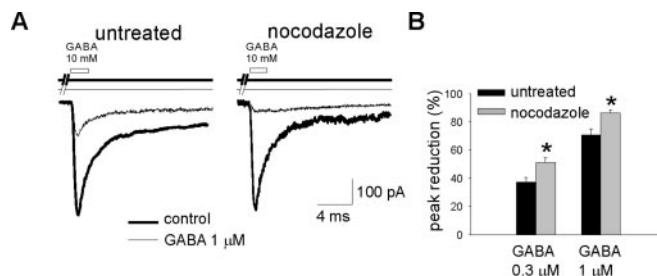 A
untreated
nocodazole
GABA
10 mM
GABA
10 mM
100 pA
4 ms
control
GABA 1 μM
B
untreated
nocodazole
peak reduction (%)
100
80
60
40
20
0
*
*
GABA
0.3 μM
GABA
1 μM